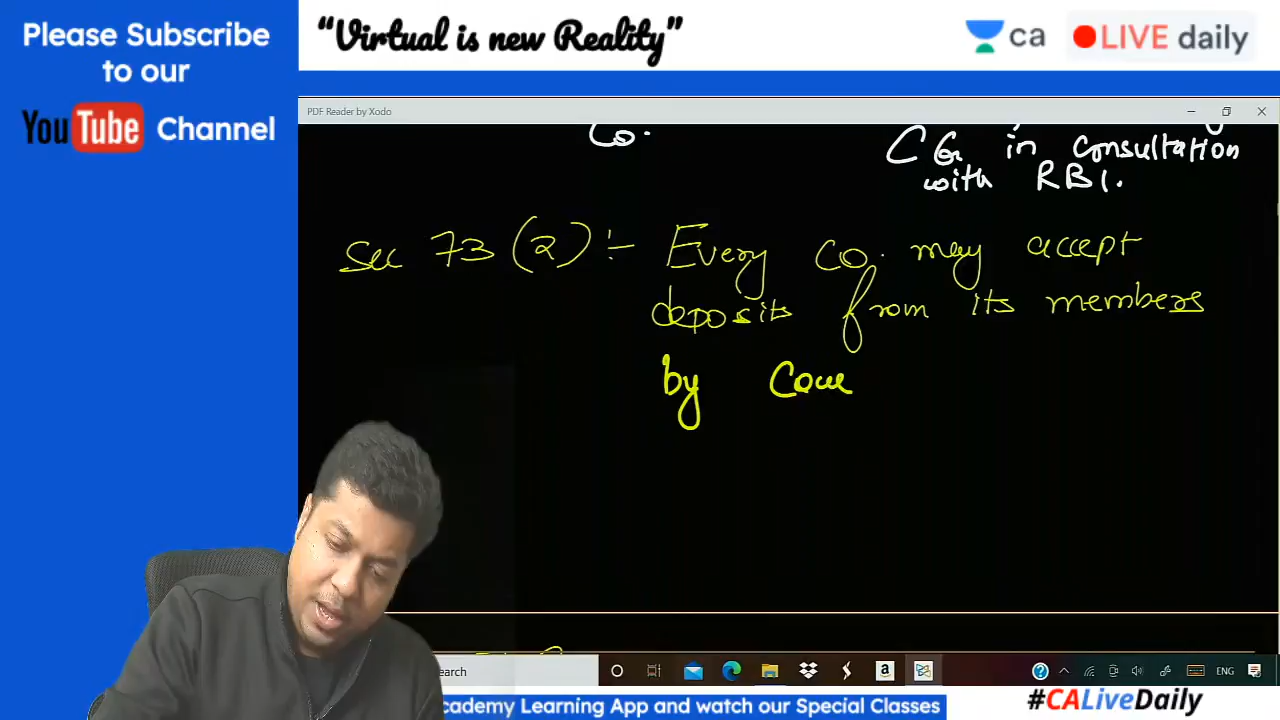 Please Subscribe
to our
YouTube Channel
"Virtual is new Reality"
ca
LIVE daily
PDF Reader by Xodo
Co.
CG in consultation
with RBI.
Sec 73 (2) :- Every co. may accept
deposits from its members
by
earch
ENG
cademy Learning App and watch our Special Classes
#CALiveDaily